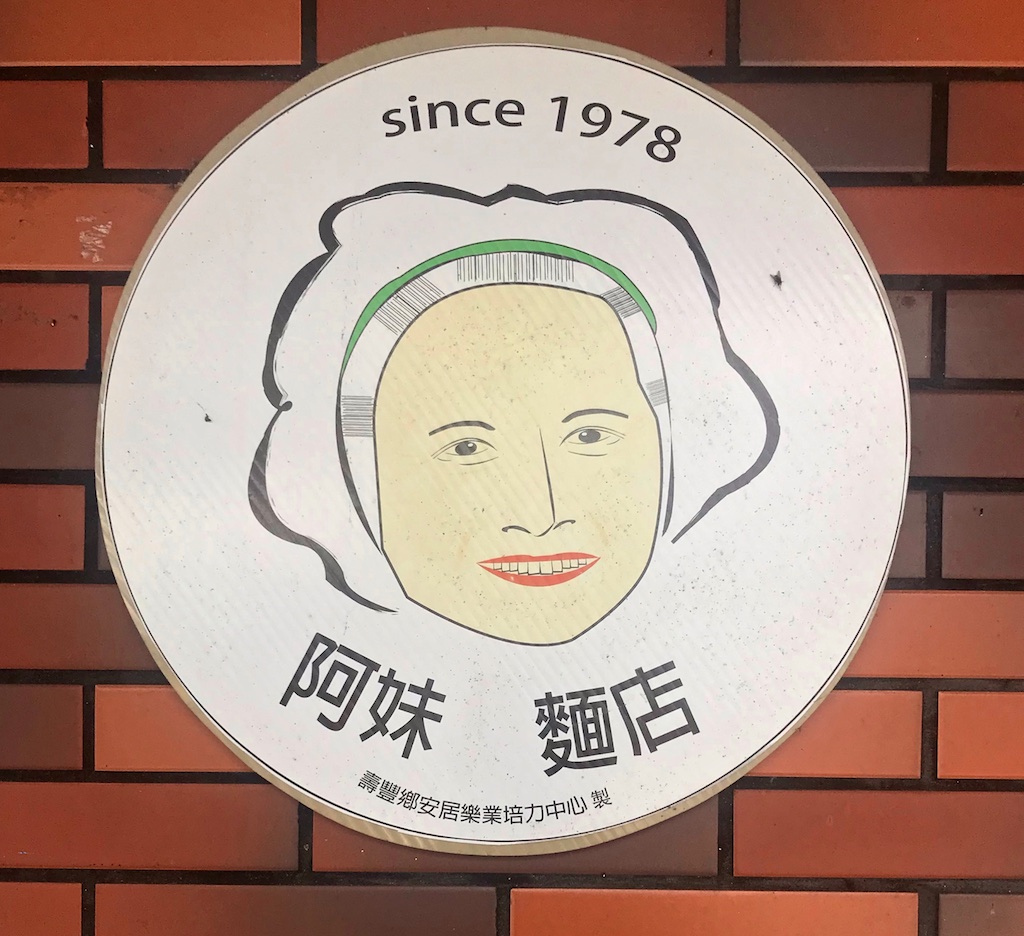 since 1978
阿妹 麵店
壽豐鄉安居樂業培力中心 製